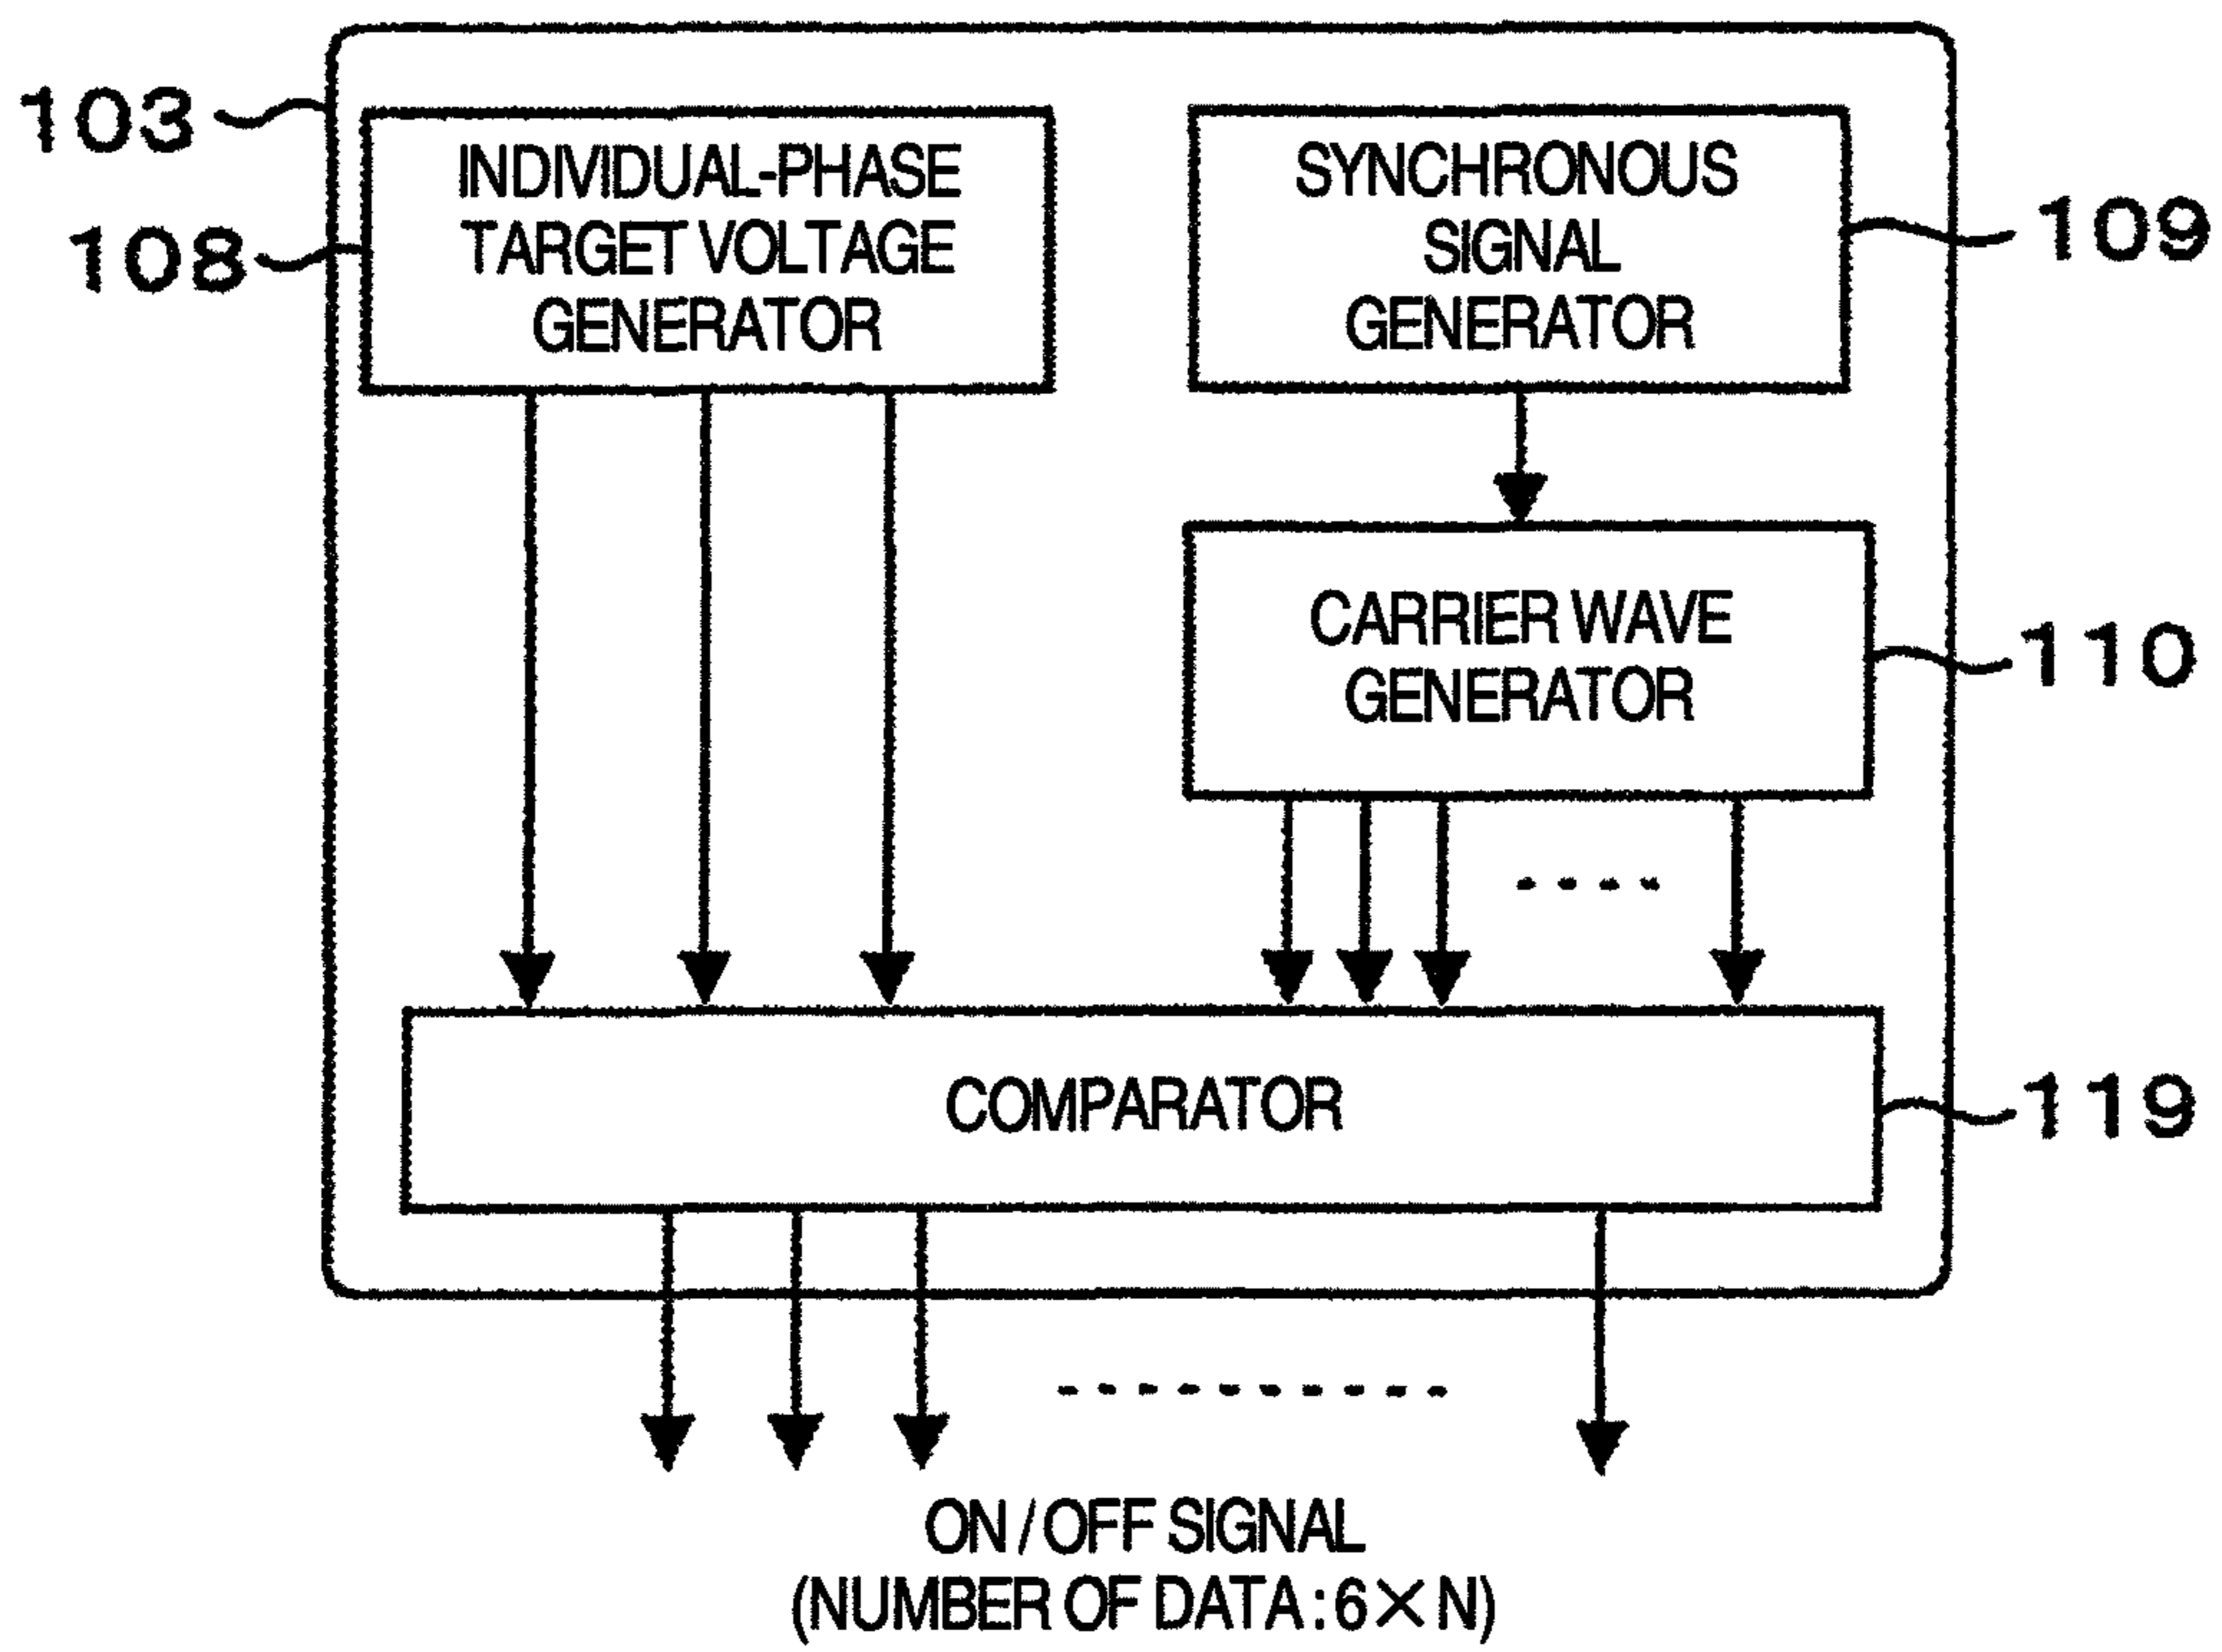 103
INDIVIDUAL-PHASE
TARGET VOLTAGE
GENERATOR
108
SYNCHRONOUS
SIGNAL
GENERATOR
109
CARRIER WAVE
GENERATOR
110
COMPARATOR
119
ON/OFF SIGNAL
(NUMBER OF DATA:6×N)